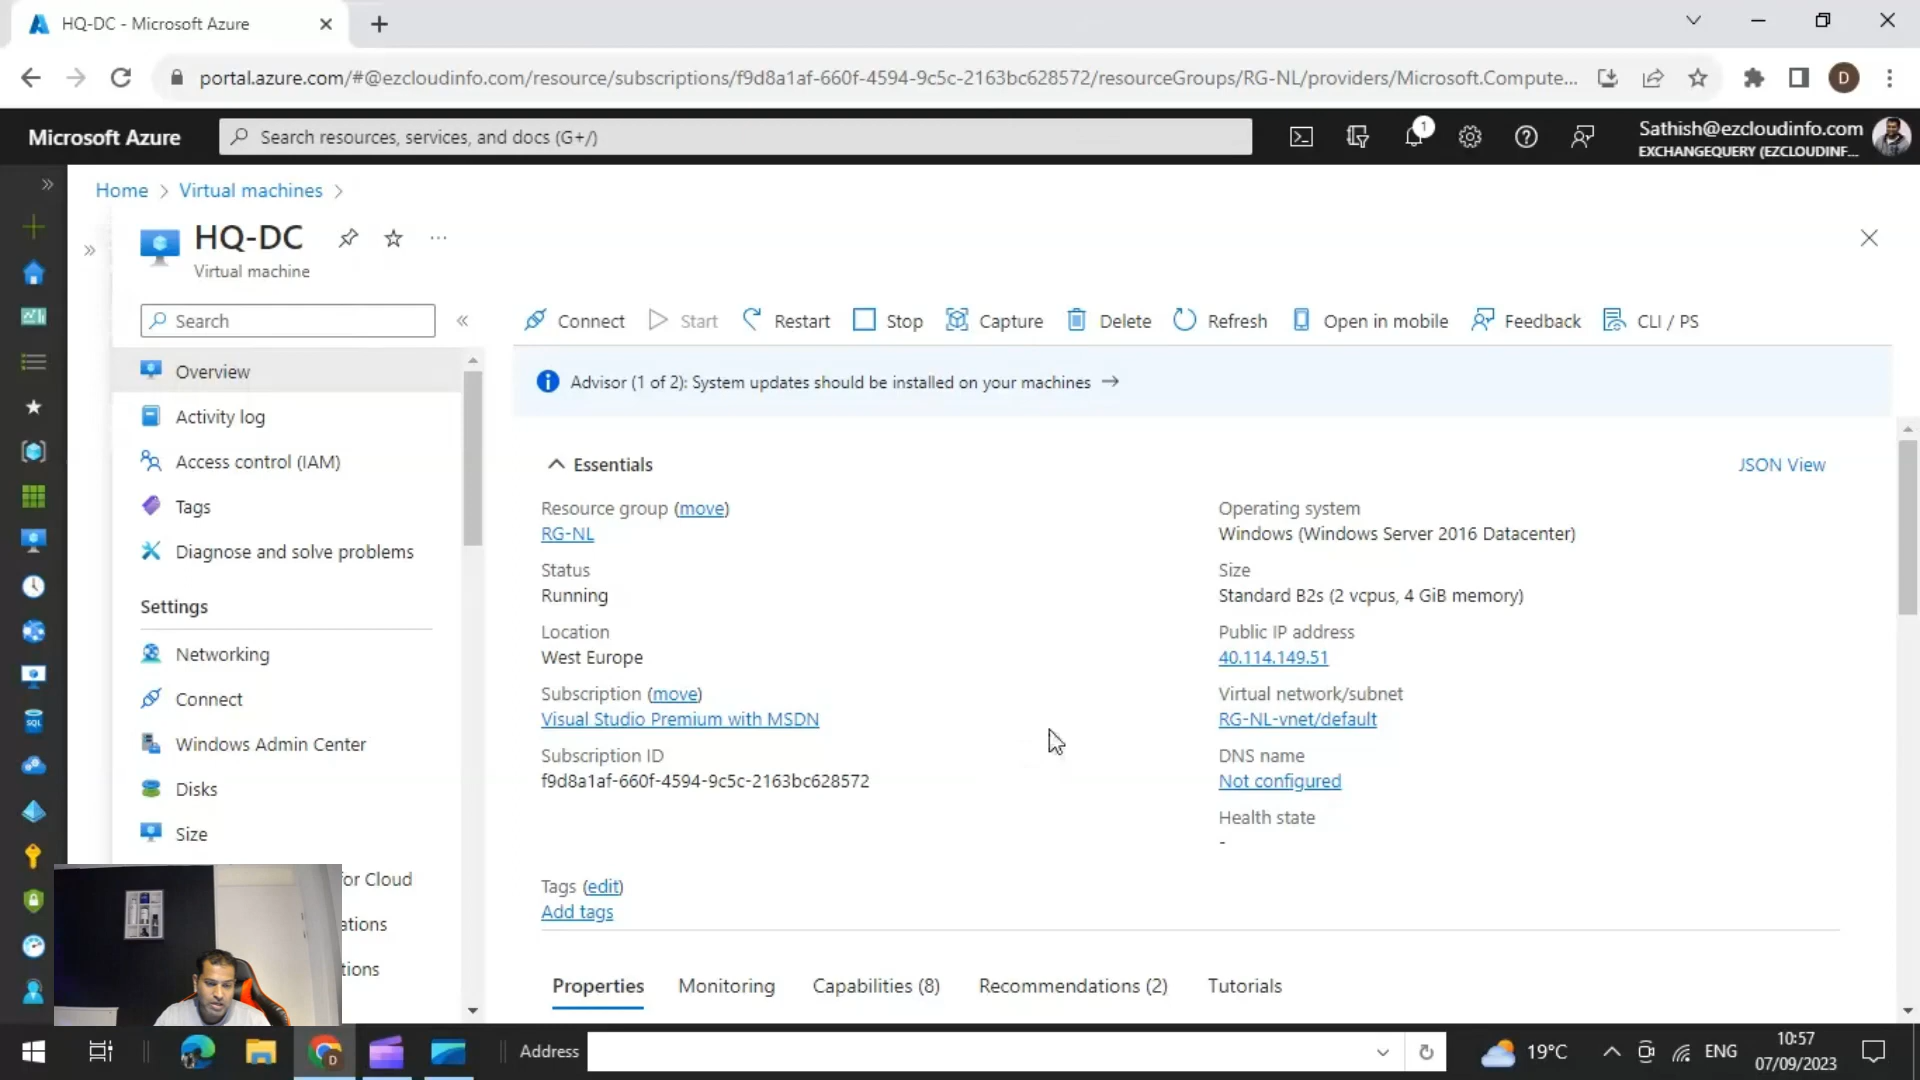 HQ-DC - Microsoft Azure
portal.azure.com/#@ezcloudinfo.com/resource/subscriptions/f9d8a1af-660f-4594-9c5c-2163bc628572/resourceGroups/RG-NL/providers/Microsoft.Compute...
D
Microsoft Azure
Search resources, services, and docs (G+/)
1
Sathish@ezcloudinfo.com
EXCHANGEQUERY (EZCLOUDINF...
Home > Virtual machines >
HQ-DC
Virtual machine
Search
Connect
Start
Restart
Stop
Capture
Delete
Refresh
Open in mobile
Feedback
CLI / PS
Overview
Activity log
Access control (IAM)
Tags
Diagnose and solve problems
Settings
Networking
Connect
Windows Admin Center
Disks
Size
for Cloud
ations
tions
Advisor (1 of 2): System updates should be installed on your machines →
Essentials
JSON View
Resource group (move)
RG-NL
Status
Running
Location
West Europe
Subscription (move)
Visual Studio Premium with MSDN
Subscription ID
f9d8a1af-660f-4594-9c5c-2163bc628572
Operating system
Windows (Windows Server 2016 Datacenter)
Size
Standard B2s (2 vcpus, 4 GiB memory)
Public IP address
40.114.149.51
Virtual network/subnet
RG-NL-vnet/default
DNS name
Not configured
Health state
-
Tags (edit)
Add tags
Properties
Monitoring
Capabilities (8)
Recommendations (2)
Tutorials
SQL
D
Address
19°C
ENG
10:57
07/09/2023